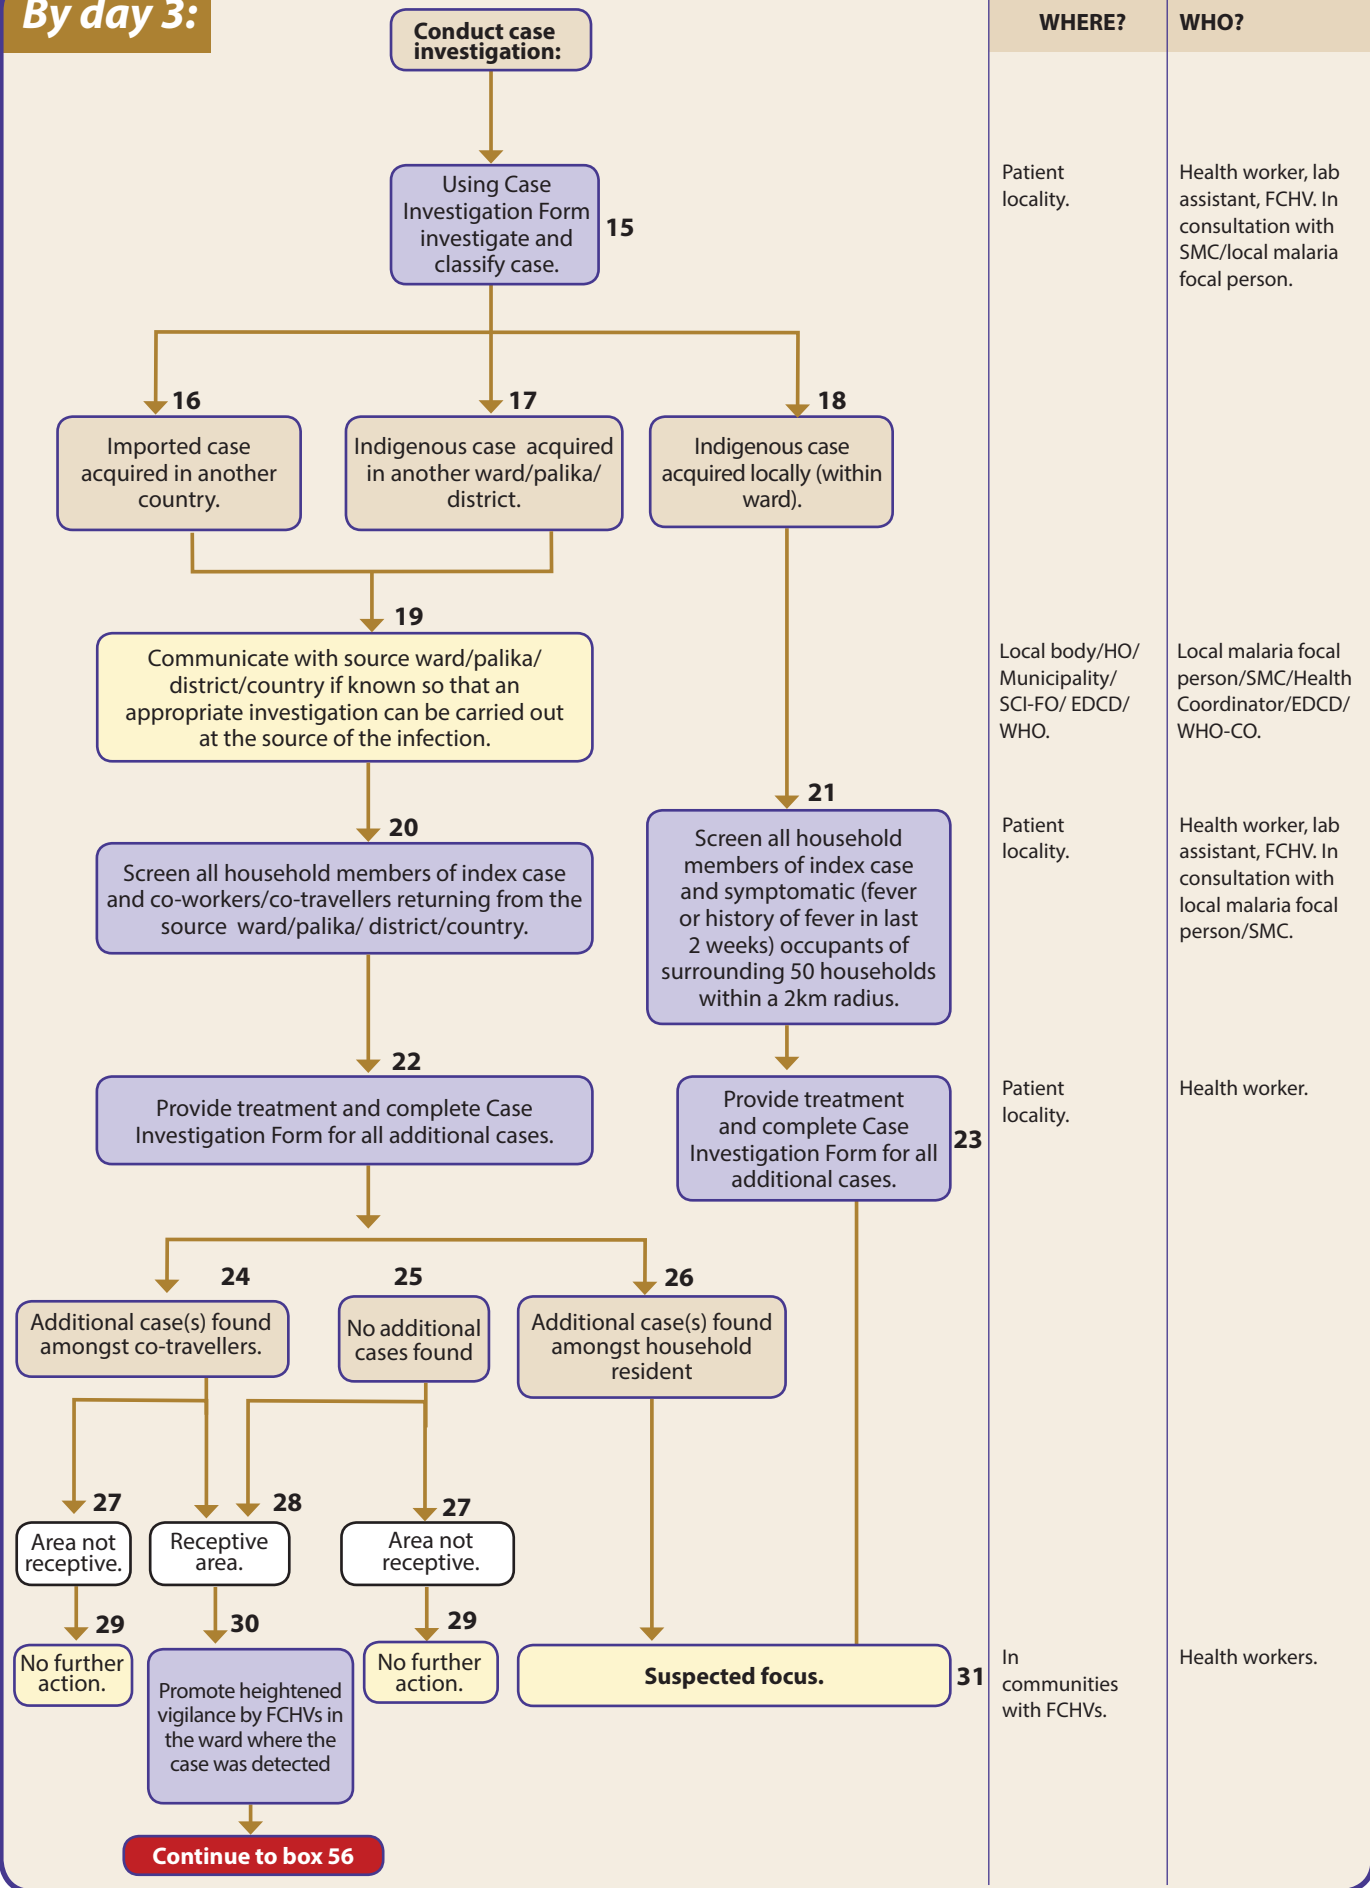 By day 3:
WHERE?
WHO?
Conduct case
investigation:
Using Case
Investigation Form
investigate and
classify case.
15
Patient
locality.
Health worker, lab
assistant, FCHV. In
consultation with
SMC/local malaria
focal person.
16
Imported case
acquired in another
country.
17
Indigenous case acquired
in another ward/palika/
district.
18
Indigenous case
acquired locally (within
ward).
19
Communicate with source ward/palika/
district/country if known so that an
appropriate investigation can be carried out
at the source of the infection.
Local body/HO/
Municipality/
SCI-FO/ EDCD/
WHO.
Local malaria focal
person/SMC/Health
Coordinator/EDCD/
WHO-CO.
20
Screen all household members of index case
and co-workers/co-travellers returning from the
source ward/palika/ district/country.
21
Screen all household
members of index case
and symptomatic (fever
or history of fever in last
2 weeks) occupants of
surrounding 50 households
within a 2km radius.
Patient
locality.
Health worker, lab
assistant, FCHV. In
consultation with
local malaria focal
person/SMC.
22
Provide treatment and complete Case
Investigation Form for all additional cases.
Provide treatment
and complete Case
Investigation Form for all
additional cases.
23
Patient
locality.
Health worker.
24
Additional case(s) found
amongst co-travellers.
25
No additional
cases found
26
Additional case(s) found
amongst household
resident
27
Area not
receptive.
28
Receptive
area.
27
Area not
receptive.
29
No further
action.
30
Promote heightened
vigilance by FCHVs in
the ward where the
case was detected
29
No further
action.
Suspected focus.
31
In
communities
with FCHVs.
Health workers.
Continue to box 56